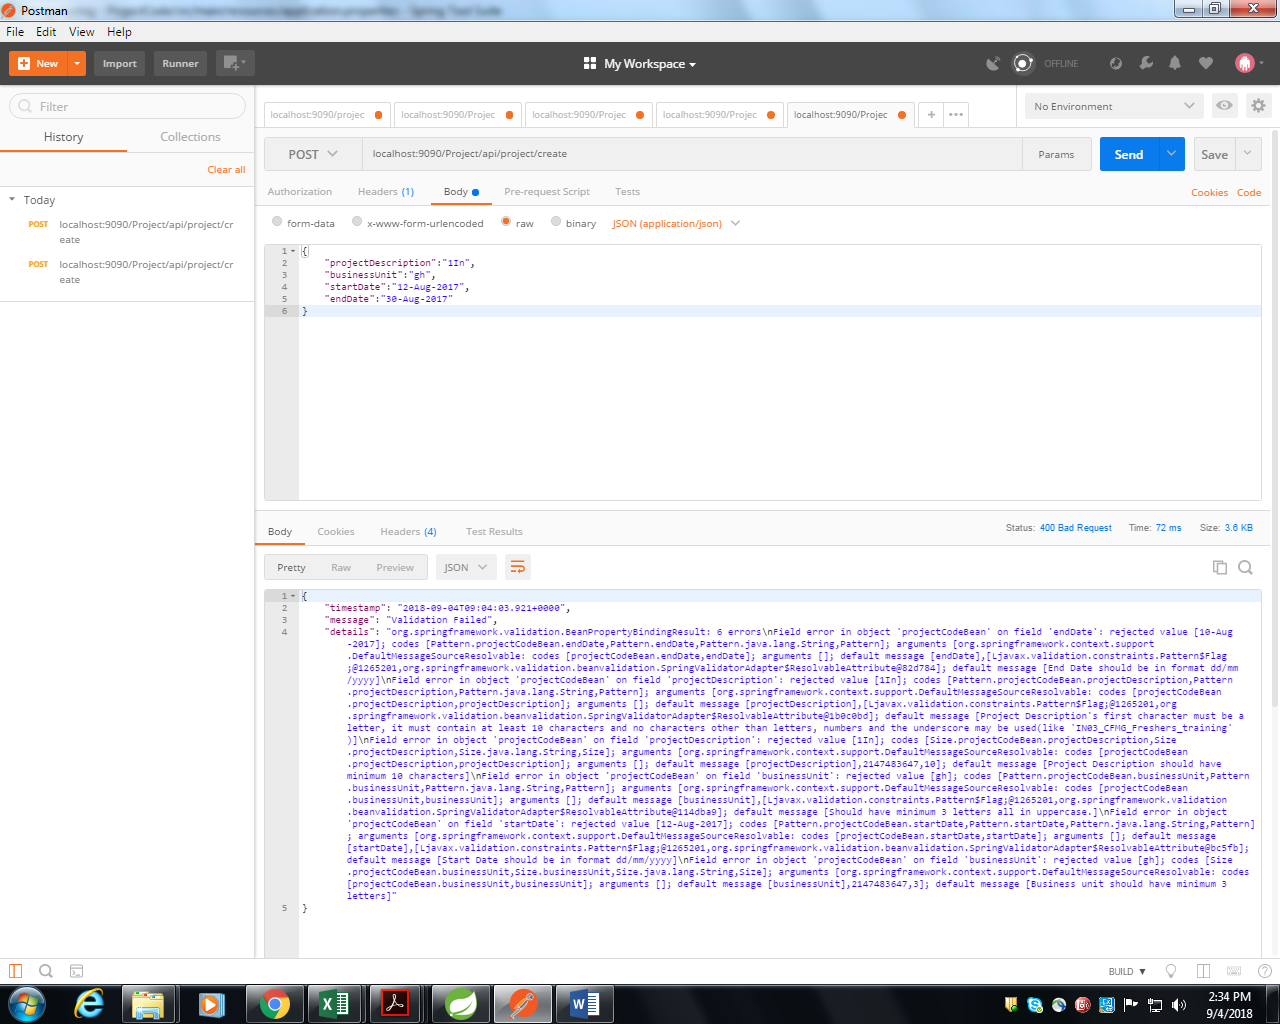 Postman
File Edit View Help
New Import Runner My Workspace OFFLINE
Filter
History Collections
Clear all
Today
POST localhost:9090/Project/api/project/cr
eate
POST localhost:9090/Project/api/project/cr
eate
localhost:9090/projec localhost:9090/Projec localhost:9090/Projec localhost:9090/Projec localhost:9090/Projec + •••
No Environment
POST localhost:9090/Project/api/project/create Params Send Save
Authorization Headers (1) Body Pre-request Script Tests Cookies Code
form-data x-www-form-urlencoded raw binary JSON (application/json)
1 {
2 "projectDescription":"1In",
3 "businessUnit":"gh",
4 "startDate":"12-Aug-2017",
5 "endDate":"30-Aug-2017"
6 }
Body Cookies Headers (4) Test Results Status: 400 Bad Request Time: 72 ms Size: 3.6 KB
Pretty Raw Preview JSON
1 {
2 "timestamp": "2018-09-04T09:04:03.921+0000",
3 "message": "Validation Failed",
4 "details": "org.springframework.validation.BeanPropertyBindingResult: 6 errors\nField error in object 'projectCodeBean' on field 'endDate': rejected value [10-Aug
-2017]; codes [Pattern.projectCodeBean.endDate,Pattern.endDate,Pattern.java.lang.String,Pattern]; arguments [org.springframework.context.support
.DefaultMessageSourceResolvable: codes [projectCodeBean.endDate,endDate]; arguments []; default message [endDate],[Ljavax.validation.constraints.Pattern$Flag
;@1265201,org.springframework.validation.beanvalidation.SpringValidatorAdapter$ResolvableAttribute@82d784]; default message [End Date should be in format dd/mm
/yyyy]\nField error in object 'projectCodeBean' on field 'projectDescription': rejected value [1In]; codes [Pattern.projectCodeBean.projectDescription,Pattern
.projectDescription,Pattern.java.lang.String,Pattern]; arguments [org.springframework.context.support.DefaultMessageSourceResolvable: codes [projectCodeBean
.projectDescription,projectDescription]; arguments []; default message [projectDescription],[Ljavax.validation.constraints.Pattern$Flag;@1265201,org
.springframework.validation.beanvalidation.SpringValidatorAdapter$ResolvableAttribute@1b0c0bd]; default message [Project Description's first character must be a
letter, it must contain at least 10 characters and no characters other than letters, numbers and the underscore may be used(like 'IN03_CFMG_Freshers_training'
)]\nField error in object 'projectCodeBean' on field 'projectDescription': rejected value [1In]; codes [Size.projectCodeBean.projectDescription,Size
.projectDescription,Size.java.lang.String,Size]; arguments [org.springframework.context.support.DefaultMessageSourceResolvable: codes [projectCodeBean
.projectDescription,projectDescription]; arguments []; default message [projectDescription],2147483647,10]; default message [Project Description should have
minimum 10 characters]\nField error in object 'projectCodeBean' on field 'businessUnit': rejected value [gh]; codes [Pattern.projectCodeBean.businessUnit,Pattern
.businessUnit,Pattern.java.lang.String,Pattern]; arguments [org.springframework.context.support.DefaultMessageSourceResolvable: codes [projectCodeBean
.businessUnit,businessUnit]; arguments []; default message [businessUnit],[Ljavax.validation.constraints.Pattern$Flag;@1265201,org.springframework.validation
.beanvalidation.SpringValidatorAdapter$ResolvableAttribute@114dba9]; default message [Should have minimum 3 letters all in uppercase.]\nField error in object
'projectCodeBean' on field 'startDate': rejected value [12-Aug-2017]; codes [Pattern.projectCodeBean.startDate,Pattern.startDate,Pattern.java.lang.String,Pattern]
; arguments [org.springframework.context.support.DefaultMessageSourceResolvable: codes [projectCodeBean.startDate,startDate]; arguments []; default message
[startDate],[Ljavax.validation.constraints.Pattern$Flag;@1265201,org.springframework.validation.beanvalidation.SpringValidatorAdapter$ResolvableAttribute@bc5fb];
default message [Start Date should be in format dd/mm/yyyy]\nField error in object 'projectCodeBean' on field 'businessUnit': rejected value [gh]; codes [Size
.projectCodeBean.businessUnit,Size.businessUnit,Size.java.lang.String,Size]; arguments [org.springframework.context.support.DefaultMessageSourceResolvable: codes
[projectCodeBean.businessUnit,businessUnit]; arguments []; default message [businessUnit],2147483647,3]; default message [Business unit should have minimum 3
letters]"
5 }
BUILD
2:34 PM
9/4/2018